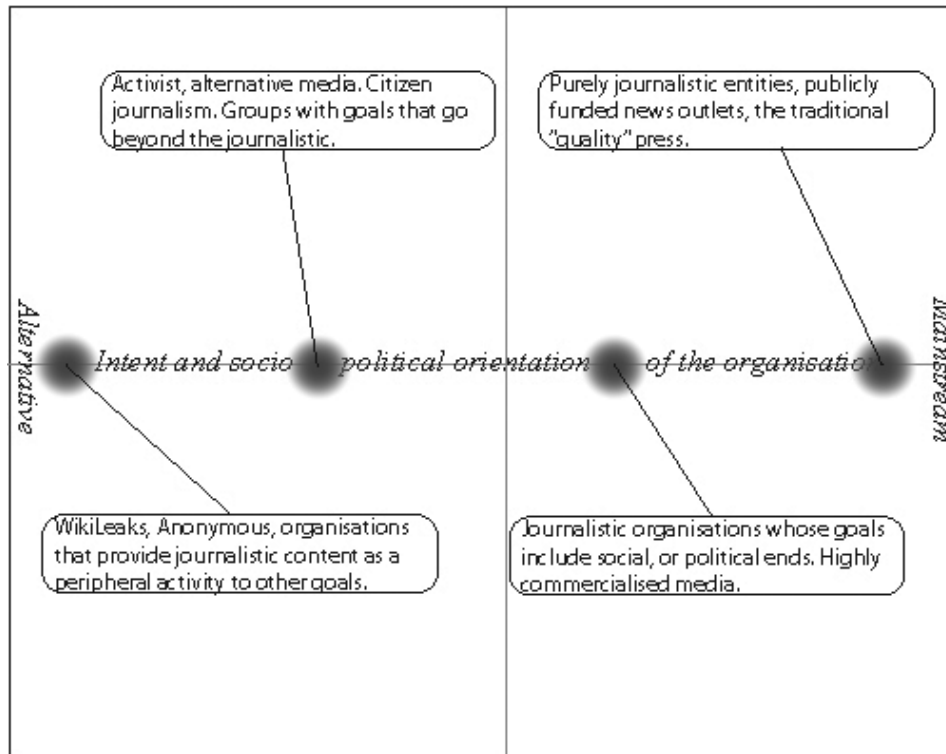 Activist, alternative media. Citizen
journalism. Groups with goals that go
beyond the journalistic.
Purely journalistic entities, publicly
funded news outlets, the traditional
"quality" press.
Alternative
Intent and socio political orientation of the organisation
Mainstream
WikiLeaks, Anonymous, organisations
that provide journalistic content as a
peripheral activity to other goals.
Journalistic organisations whose goals
include social, or political ends. Highly
commercialised media.